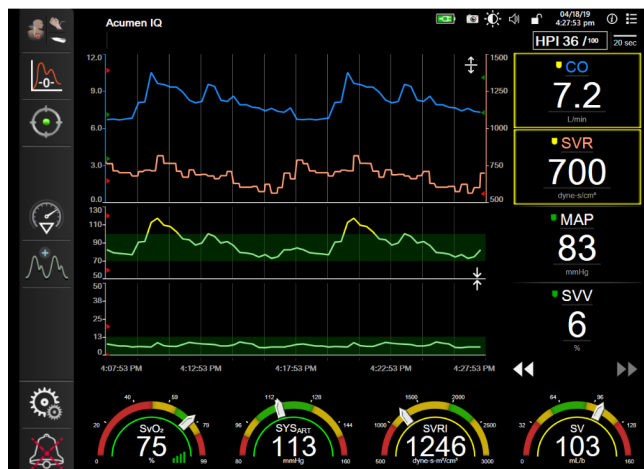 Acumen IQ
04/18/19
4:27:53 pm
HPI 36 /100
20 sec
-0-
12.0
9.0
6.0
3.0
0.0
1500
1250
1000
750
500
CO
7.2
L/min
SVR
700
dyne-s/cm⁵
130
110
90
70
50
MAP
83
mmHg
50
38
25
13
0
SVV
6
%
4:07:53 PM
4:12:53 PM
4:17:53 PM
4:22:53 PM
4:27:53 PM
0
40
59
79
99
SvO₂
75
%
80
112
128
144
160
SYSART
113
mmHg
0
500
1000
1500
2000
2500
3000
SVRI
1246
dyne-s-m²/cm⁵
0
32
64
96
128
160
SV
103
mL/b